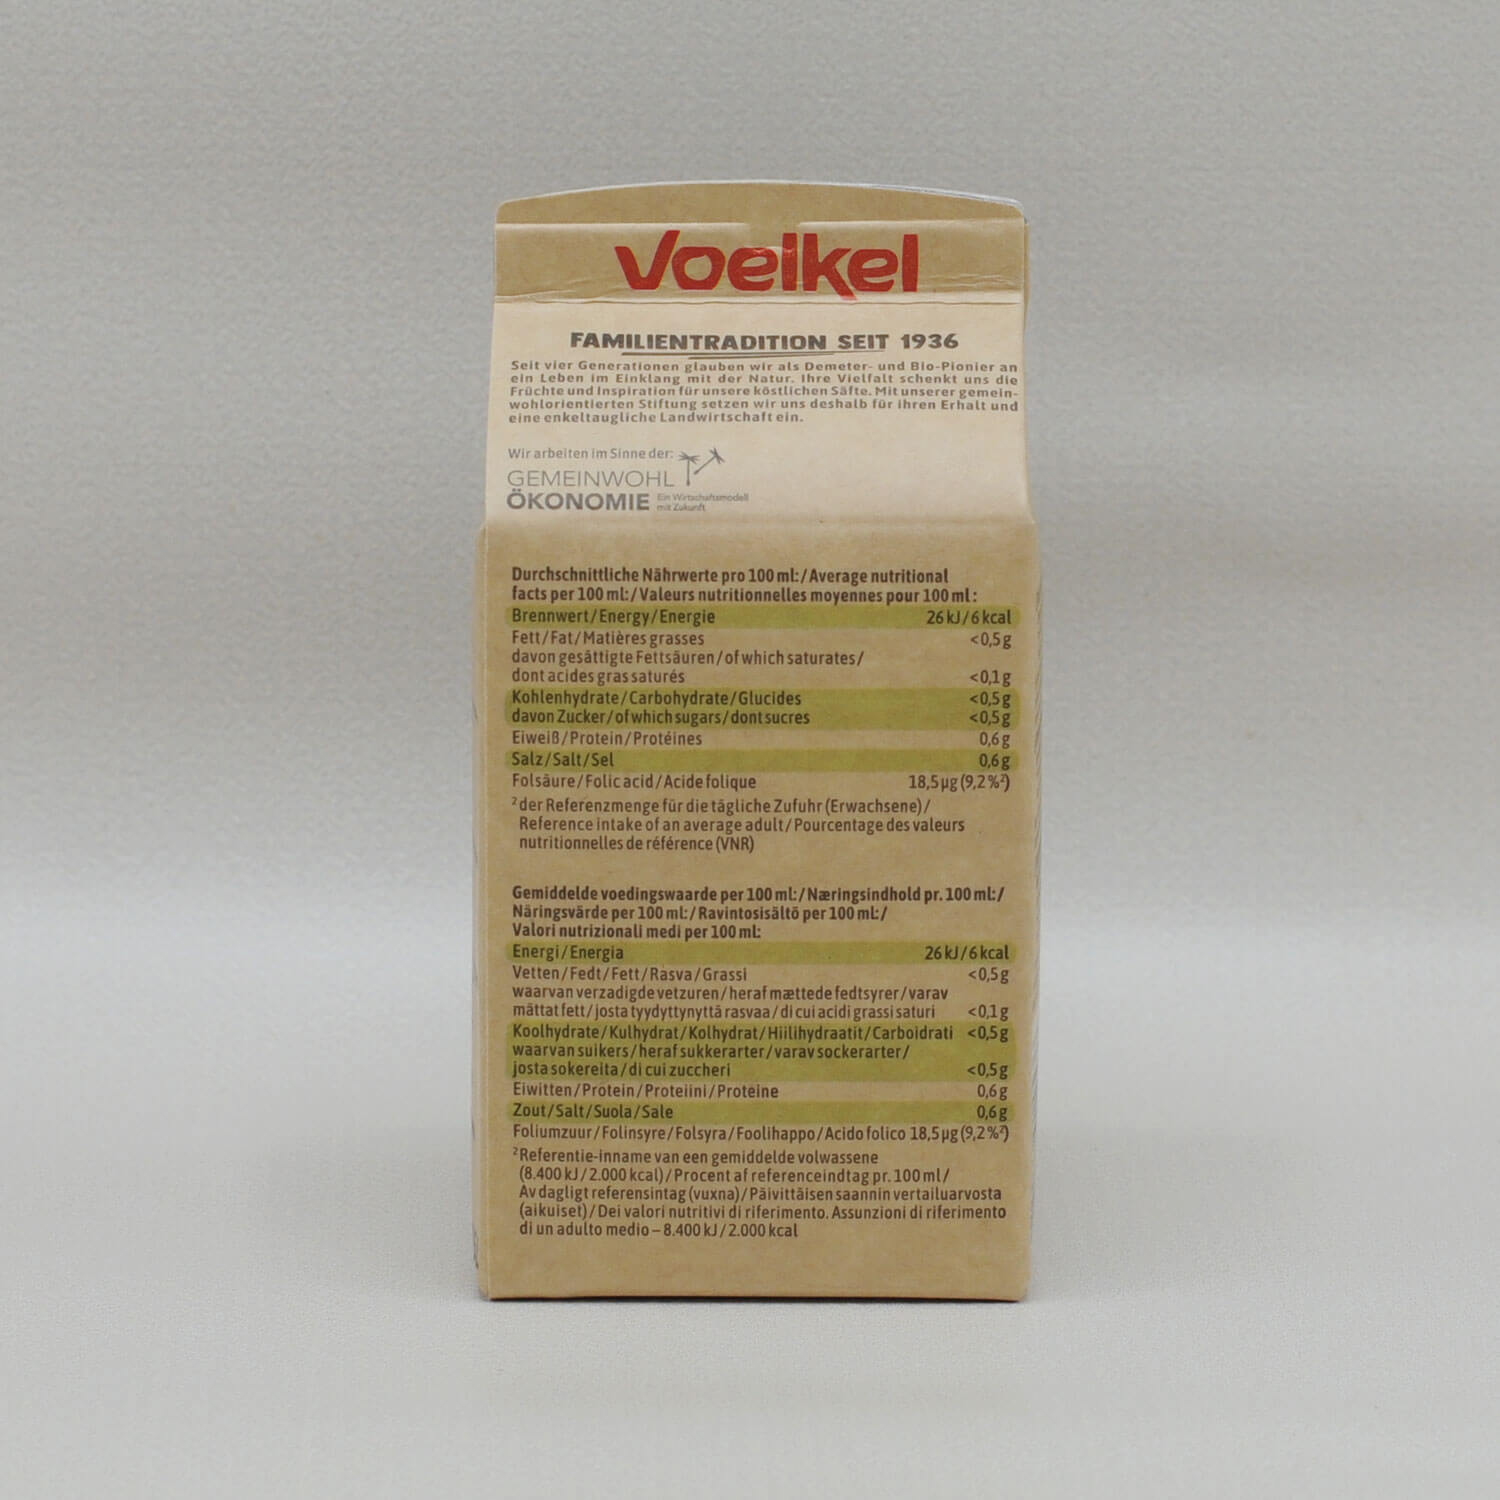 Voelkel
FAMILIENTRADITION SEIT 1936
Seit vier Generationen glauben wir als Demeter- und Bio-Pionier an
ein Leben im Einklang mit der Natur. Ihre Vielfalt schenkt uns die
Früchte und Inspiration für unsere köstlichen Säfte. Mit unserer gemein-
wohlorientierten Stiftung setzen wir uns deshalb für ihren Erhalt und
eine enkeltaugliche Landwirtschaft ein.
Wir arbeiten im Sinne der:
GEMEINWOHL
ÖKONOMIE Ein Wirtschaftsmodell
mit Zukunft
Durchschnittliche Nährwerte pro 100 ml:/Average nutritional
facts per 100 ml:/Valeurs nutritionnelles moyennes pour 100 ml:
Brennwert/Energy/Energie 26 kJ/6 kcal
Fett/Fat/Matières grasses <0,5 g
davon gesättigte Fettsäuren/of which saturates/
dont acides gras saturés <0,1 g
Kohlenhydrate/Carbohydrate/Glucides <0,5 g
davon Zucker/of which sugars/dont sucres <0,5 g
Eiweiß/Protein/Protéines 0,6 g
Salz/Salt/Sel 0,6 g
Folsäure/Folic acid/Acide folique 18,5 µg (9,2 %²)
² der Referenzmenge für die tägliche Zufuhr (Erwachsene)/
Reference intake of an average adult/Pourcentage des valeurs
nutritionnelles de référence (VNR)
Gemiddelde voedingswaarde per 100 ml:/Næringsindhold pr. 100 ml:/
Näringsvärde per 100 ml:/Ravintosisältö per 100 ml:/
Valori nutrizionali medi per 100 ml:
Energi/Energia 26 kJ/6 kcal
Vetten/Fedt/Fett/Rasva/Grassi <0,5 g
waarvan verzadigde vetzuren/heraf mættede fedtsyrer/varav
mättat fett/josta tyydyttynyttä rasvaa/di cui acidi grassi saturi <0,1 g
Koolhydrate/Kulhydrat/Kolhydrat/Hiilihydraatit/Carboidrati <0,5 g
waarvan suikers/heraf sukkerarter/varav sockerarter/
josta sokereita/di cui zuccheri <0,5 g
Eiwitten/Protein/Proteiini/Proteine 0,6 g
Zout/Salt/Suola/Sale 0,6 g
Foliumzuur/Folinsyre/Folsyra/Foolihappo/Acido folico 18,5 µg (9,2 %²)
² Referentie-inname van een gemiddelde volwassene
(8.400 kJ/2.000 kcal)/Procent af referenceindtag pr. 100 ml/
Av dagligt referensintag (vuxna)/Päivittäisen saannin vertailuarvosta
(aikuiset)/Dei valori nutritivi di riferimento. Assunzioni di riferimento
di un adulto medio – 8.400 kJ/2.000 kcal